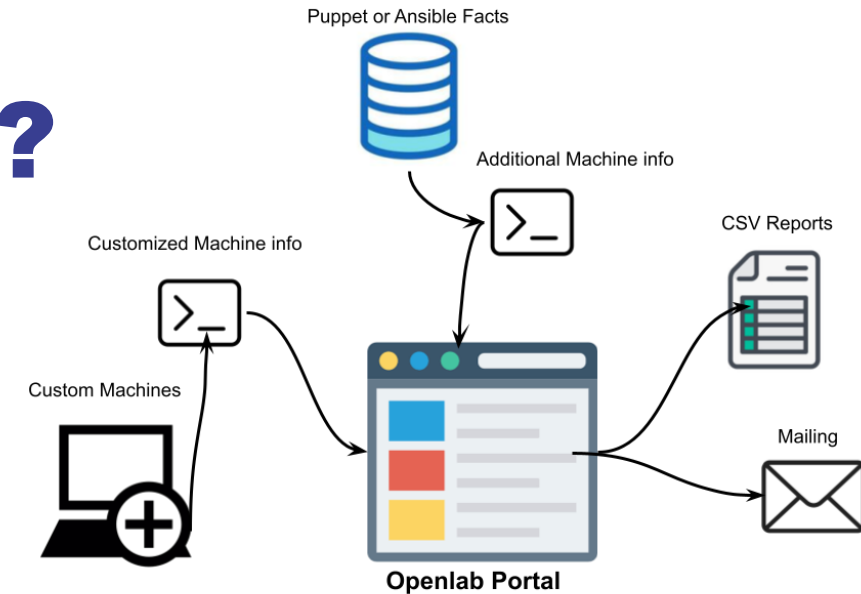 Puppet or Ansible Facts
?
Additional Machine info
CSV Reports
Customized Machine info
Custom Machines
Mailing
Openlab Portal